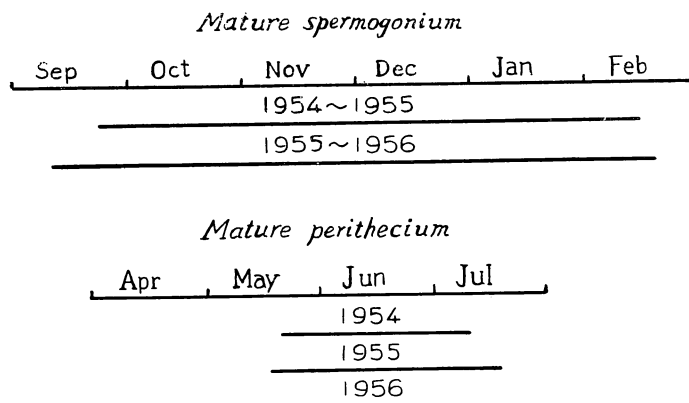 Mature spermogonium
Sep Oct Nov Dec Jan Feb
1954~1955
1955~1956
Mature perithecium
Apr May Jun Jul
1954
1955
1956